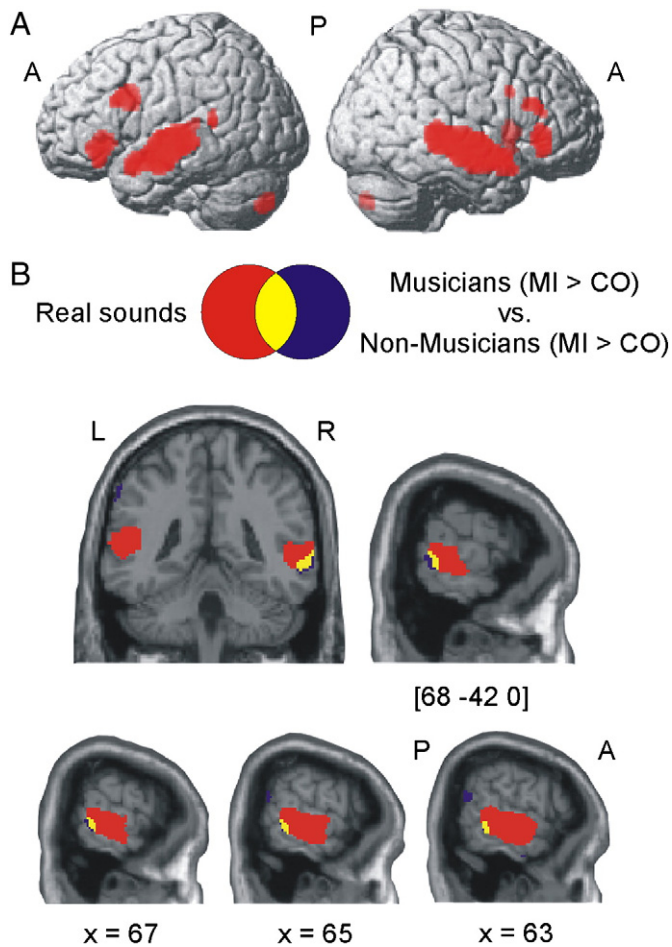 A
P
A
A
B
Real sounds
Musicians (MI > CO)
vs.
Non-Musicians (MI > CO)
L
R
[68 -42 0]
P
A
x = 67
x = 65
x = 63